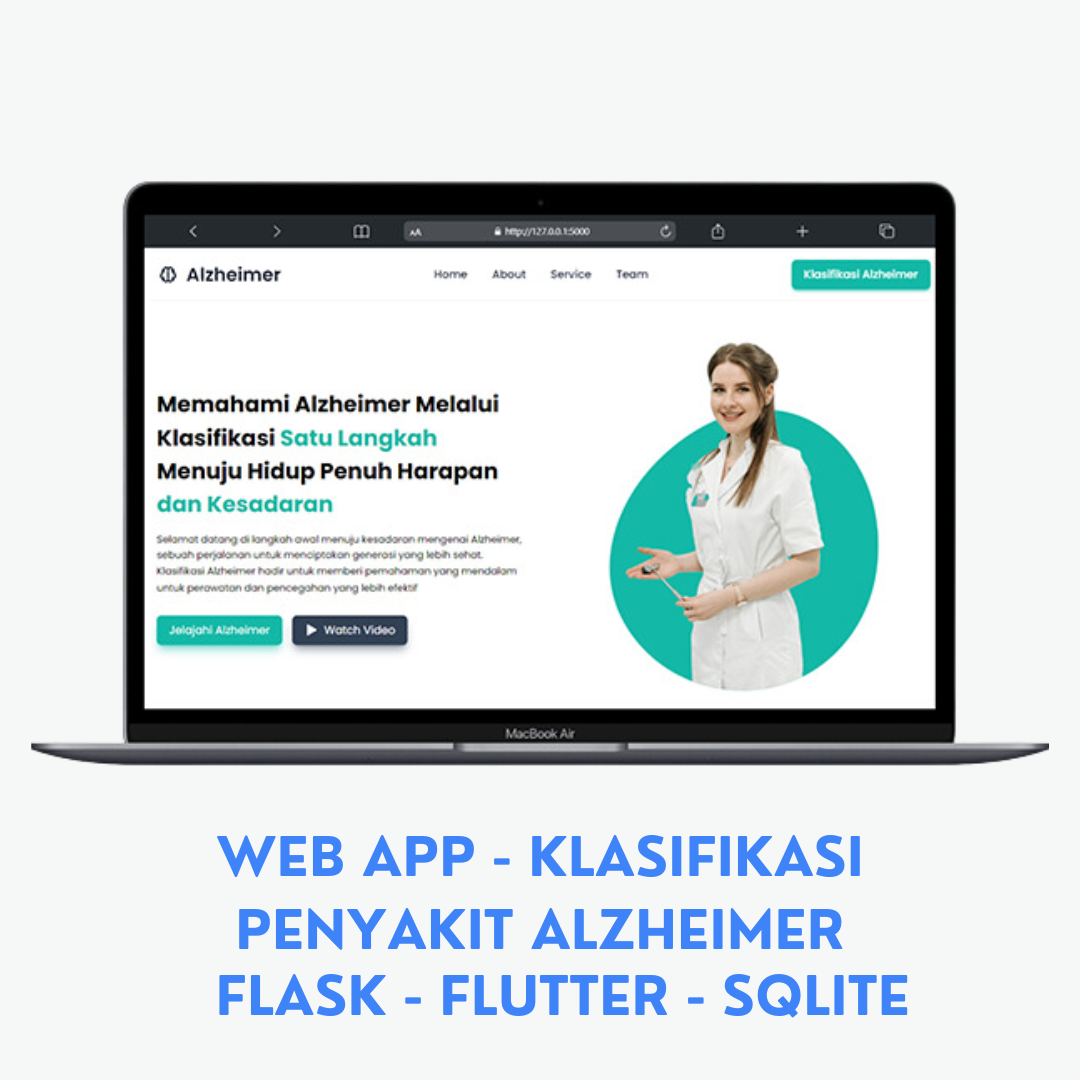 AA http://127.0.0.1:5000
Alzheimer
Home About Service Team
Klasifikasi Alzheimer
Memahami Alzheimer Melalui
Klasifikasi Satu Langkah
Menuju Hidup Penuh Harapan
dan Kesadaran
Selamat datang di langkah awal menuju kesadaran mengenai Alzheimer,
sebuah perjalanan untuk menciptakan generasi yang lebih sehat.
Klasifikasi Alzheimer hadir untuk memberi pemahaman yang mendalam
untuk perawatan dan pencegahan yang lebih efektif
Jelajahi Alzheimer
Watch Video
MacBook Air
WEB APP - KLASIFIKASI
PENYAKIT ALZHEIMER
FLASK - FLUTTER - SQLITE